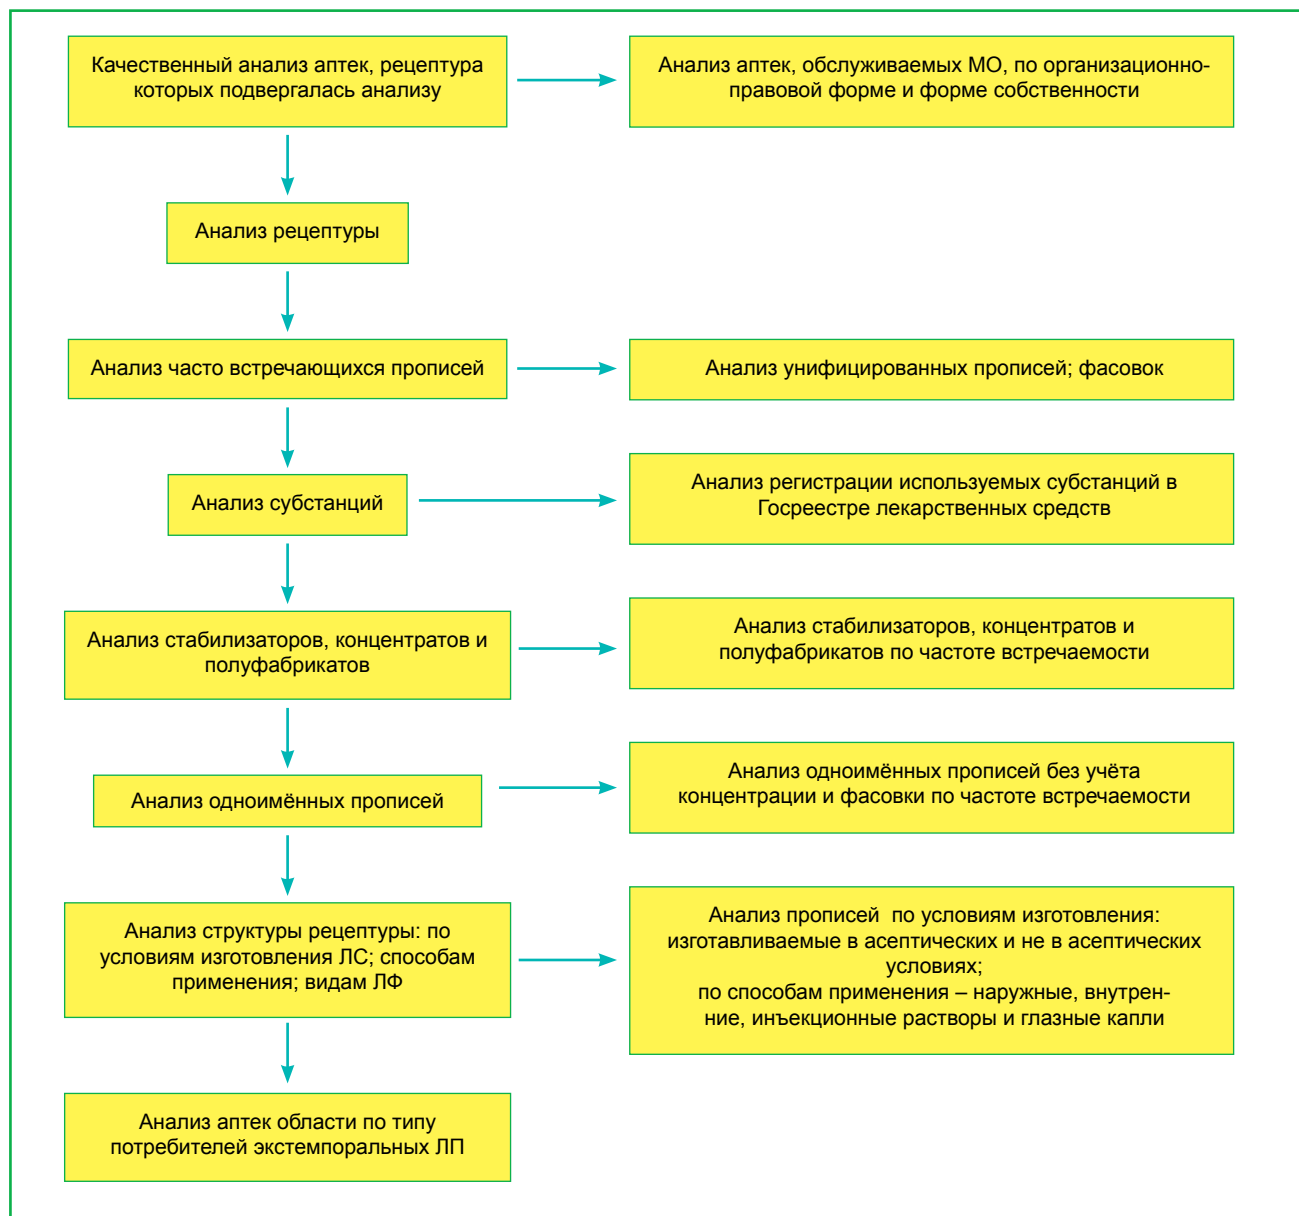 Качественный анализ аптек, рецептура
которых подвергалась анализу
Анализ аптек, обслуживаемых МО, по организационно-
правовой форме и форме собственности
Анализ рецептуры
Анализ часто встречающихся прописей
Анализ унифицированных прописей; фасовок
Анализ субстанций
Анализ регистрации используемых субстанций в
Госреестре лекарственных средств
Анализ стабилизаторов, концентратов и
полуфабрикатов
Анализ стабилизаторов, концентратов и
полуфабрикатов по частоте встречаемости
Анализ одноимённых прописей
Анализ одноимённых прописей без учёта
концентрации и фасовки по частоте встречаемости
Анализ структуры рецептуры: по
условиям изготовления ЛС; способам
применения; видам ЛФ
Анализ прописей по условиям изготовления:
изготавливаемые в асептических и не в асептических
условиях;
по способам применения – наружные, внутрен-
ние, инъекционные растворы и глазные капли
Анализ аптек области по типу
потребителей экстемпоральных ЛП